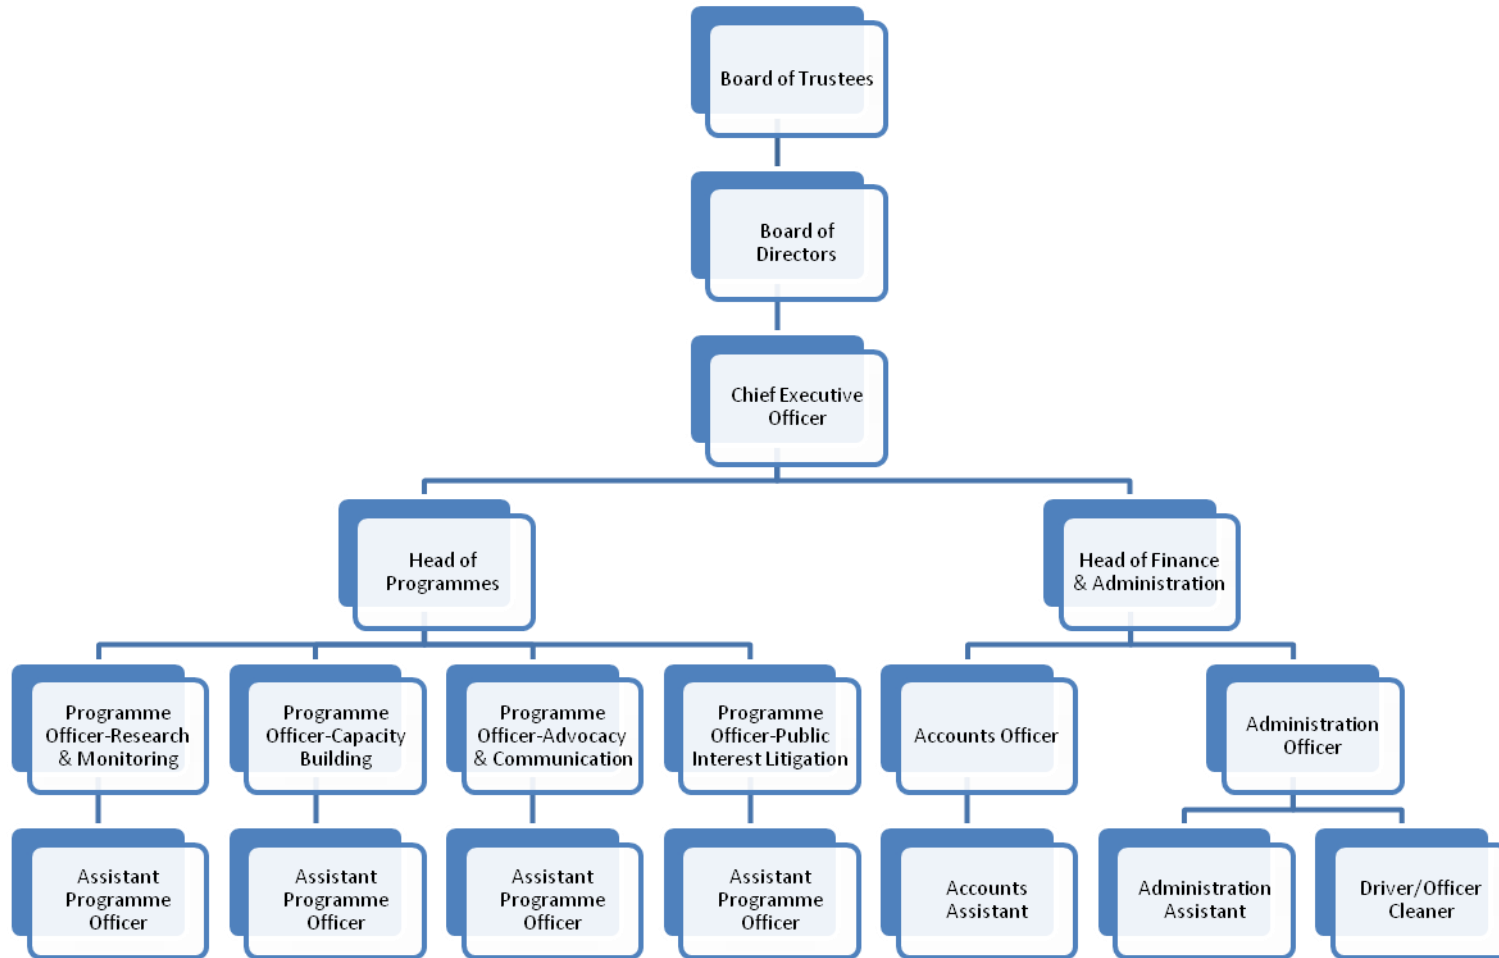 Board of Trustees
Board of
Directors
Chief Executive
Officer
Head of
Programmes
Head of Finance
& Administration
Programme
Officer-Research
& Monitoring
Programme
Officer-Capacity
Building
Programme
Officer-Advocacy
& Communication
Programme
Officer-Public
Interest Litigation
Accounts Officer
Administration
Officer
Assistant
Programme
Officer
Assistant
Programme
Officer
Assistant
Programme
Officer
Assistant
Programme
Officer
Accounts
Assistant
Administration
Assistant
Driver/Officer
Cleaner